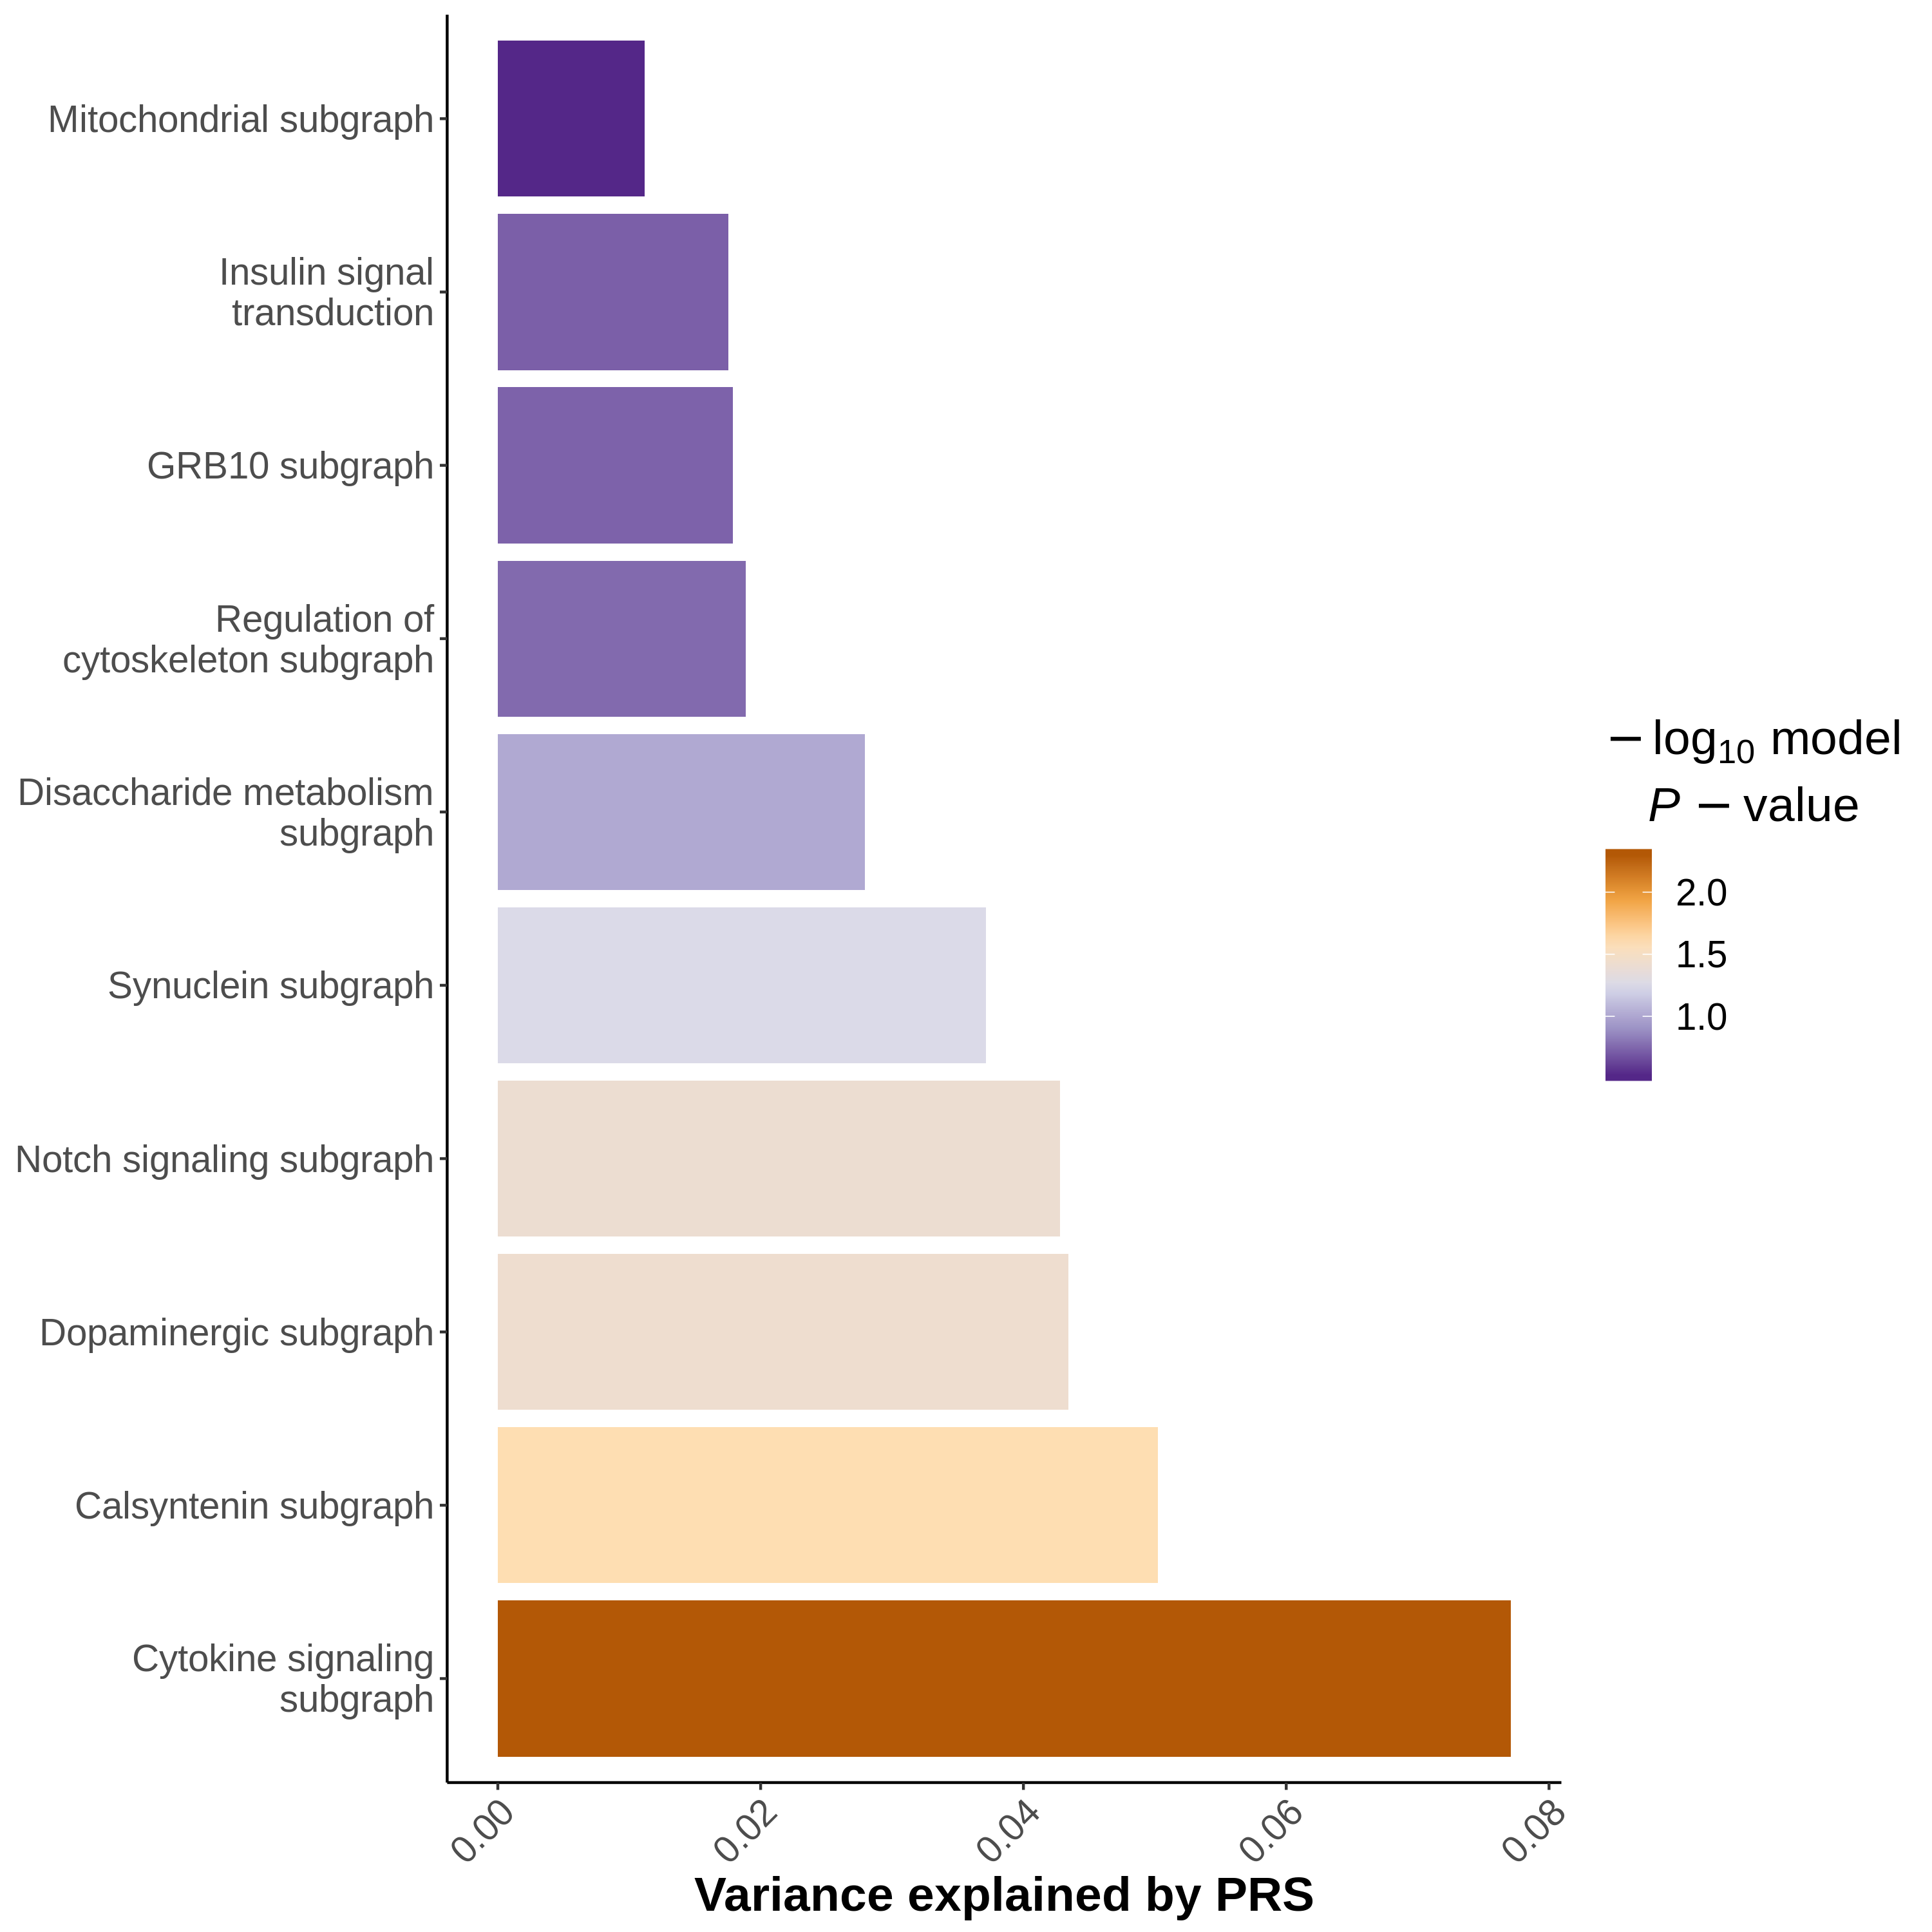 Mitochondrial subgraph
Insulin signal
transduction
GRB10 subgraph
Regulation of
cytoskeleton subgraph
Disaccharide metabolism
subgraph
Synuclein subgraph
Notch signaling subgraph
Dopaminergic subgraph
Calsyntenin subgraph
Cytokine signaling
subgraph
0.00
0.02
0.04
0.06
0.08
Variance explained by PRS
− log₁₀ model
P − value
2.0
1.5
1.0